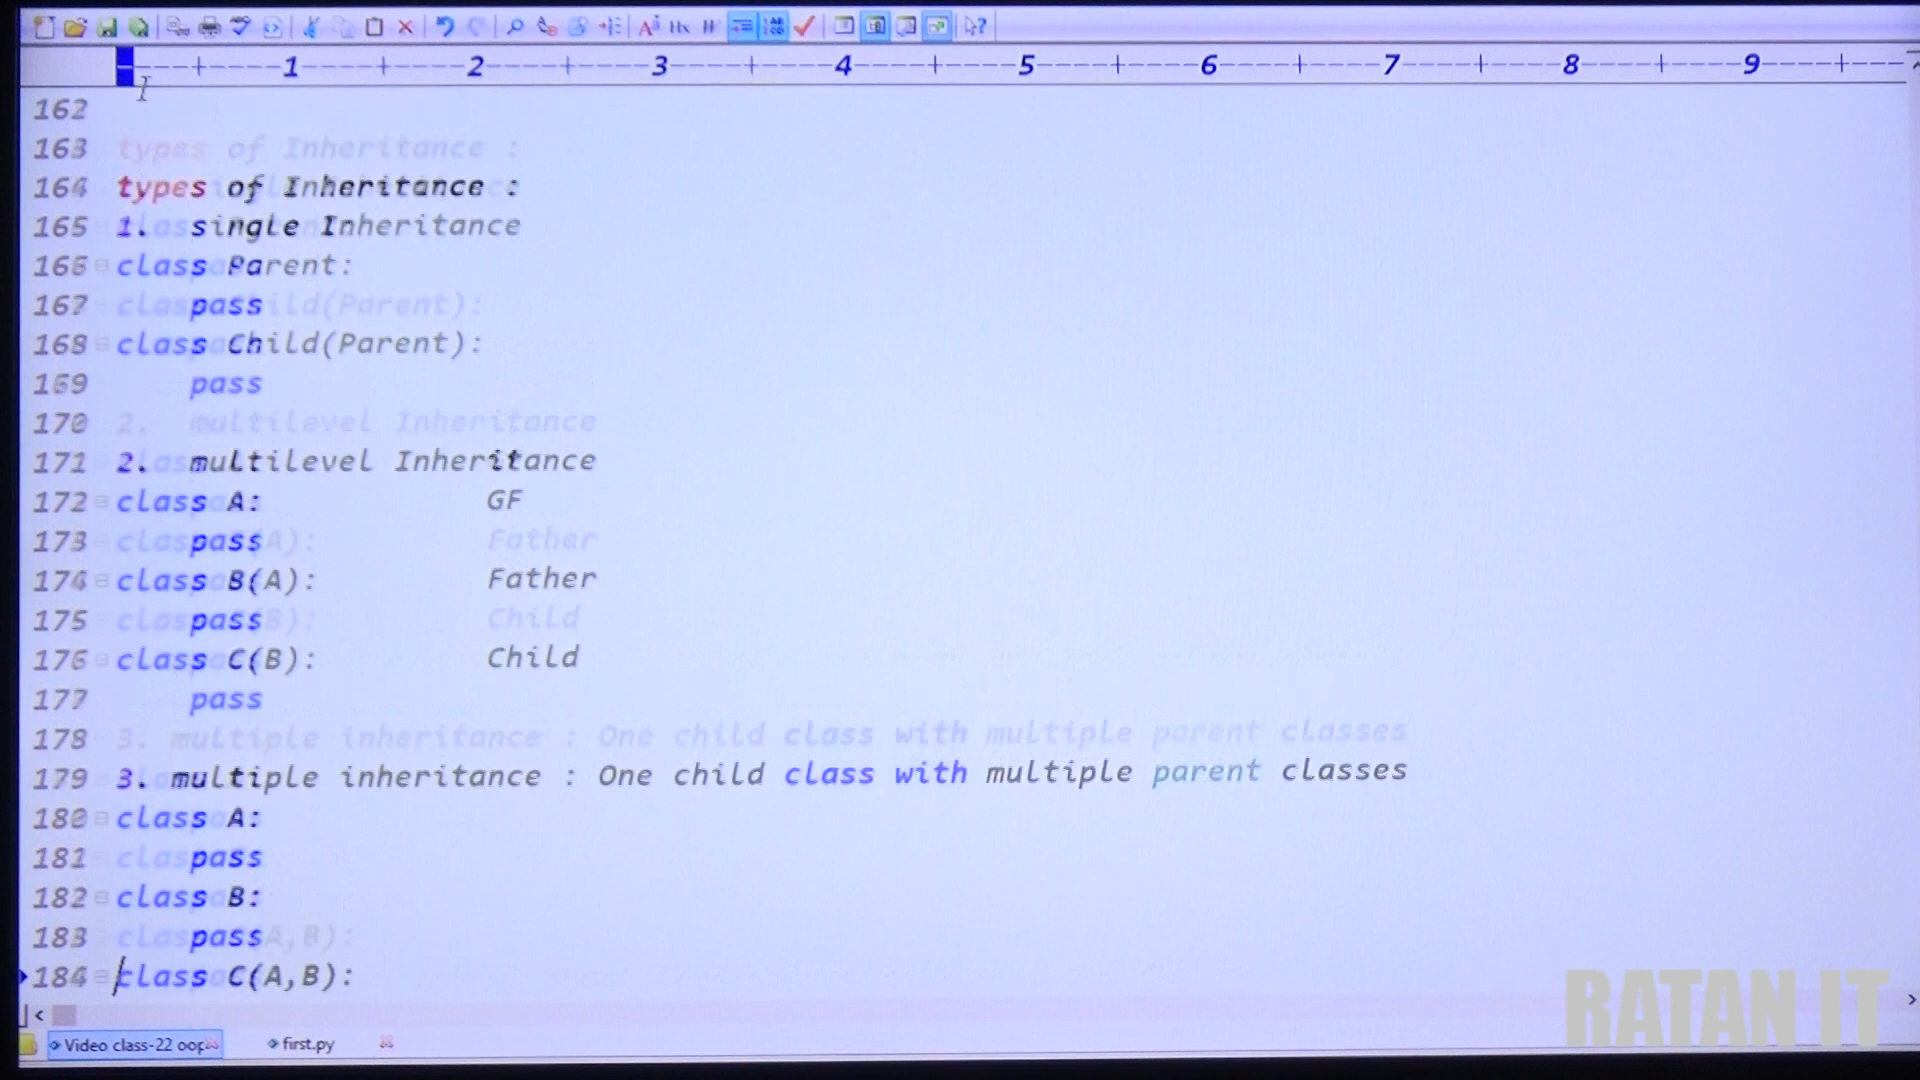 1 2 3 4 5 6 7 8 9
162
163
164 types of Inheritance :
165 1. single Inheritance
166 class Parent:
167 pass
168 class Child(Parent):
169 pass
170
171 2. multilevel Inheritance
172 class A: GF
173 pass
174 class B(A): Father
175 pass
176 class C(B): Child
177 pass
178
179 3. multiple inheritance : One child class with multiple parent classes
180 class A:
181 pass
182 class B:
183 pass
184 class C(A,B):
RATAN IT
Video class-22 oop first.py